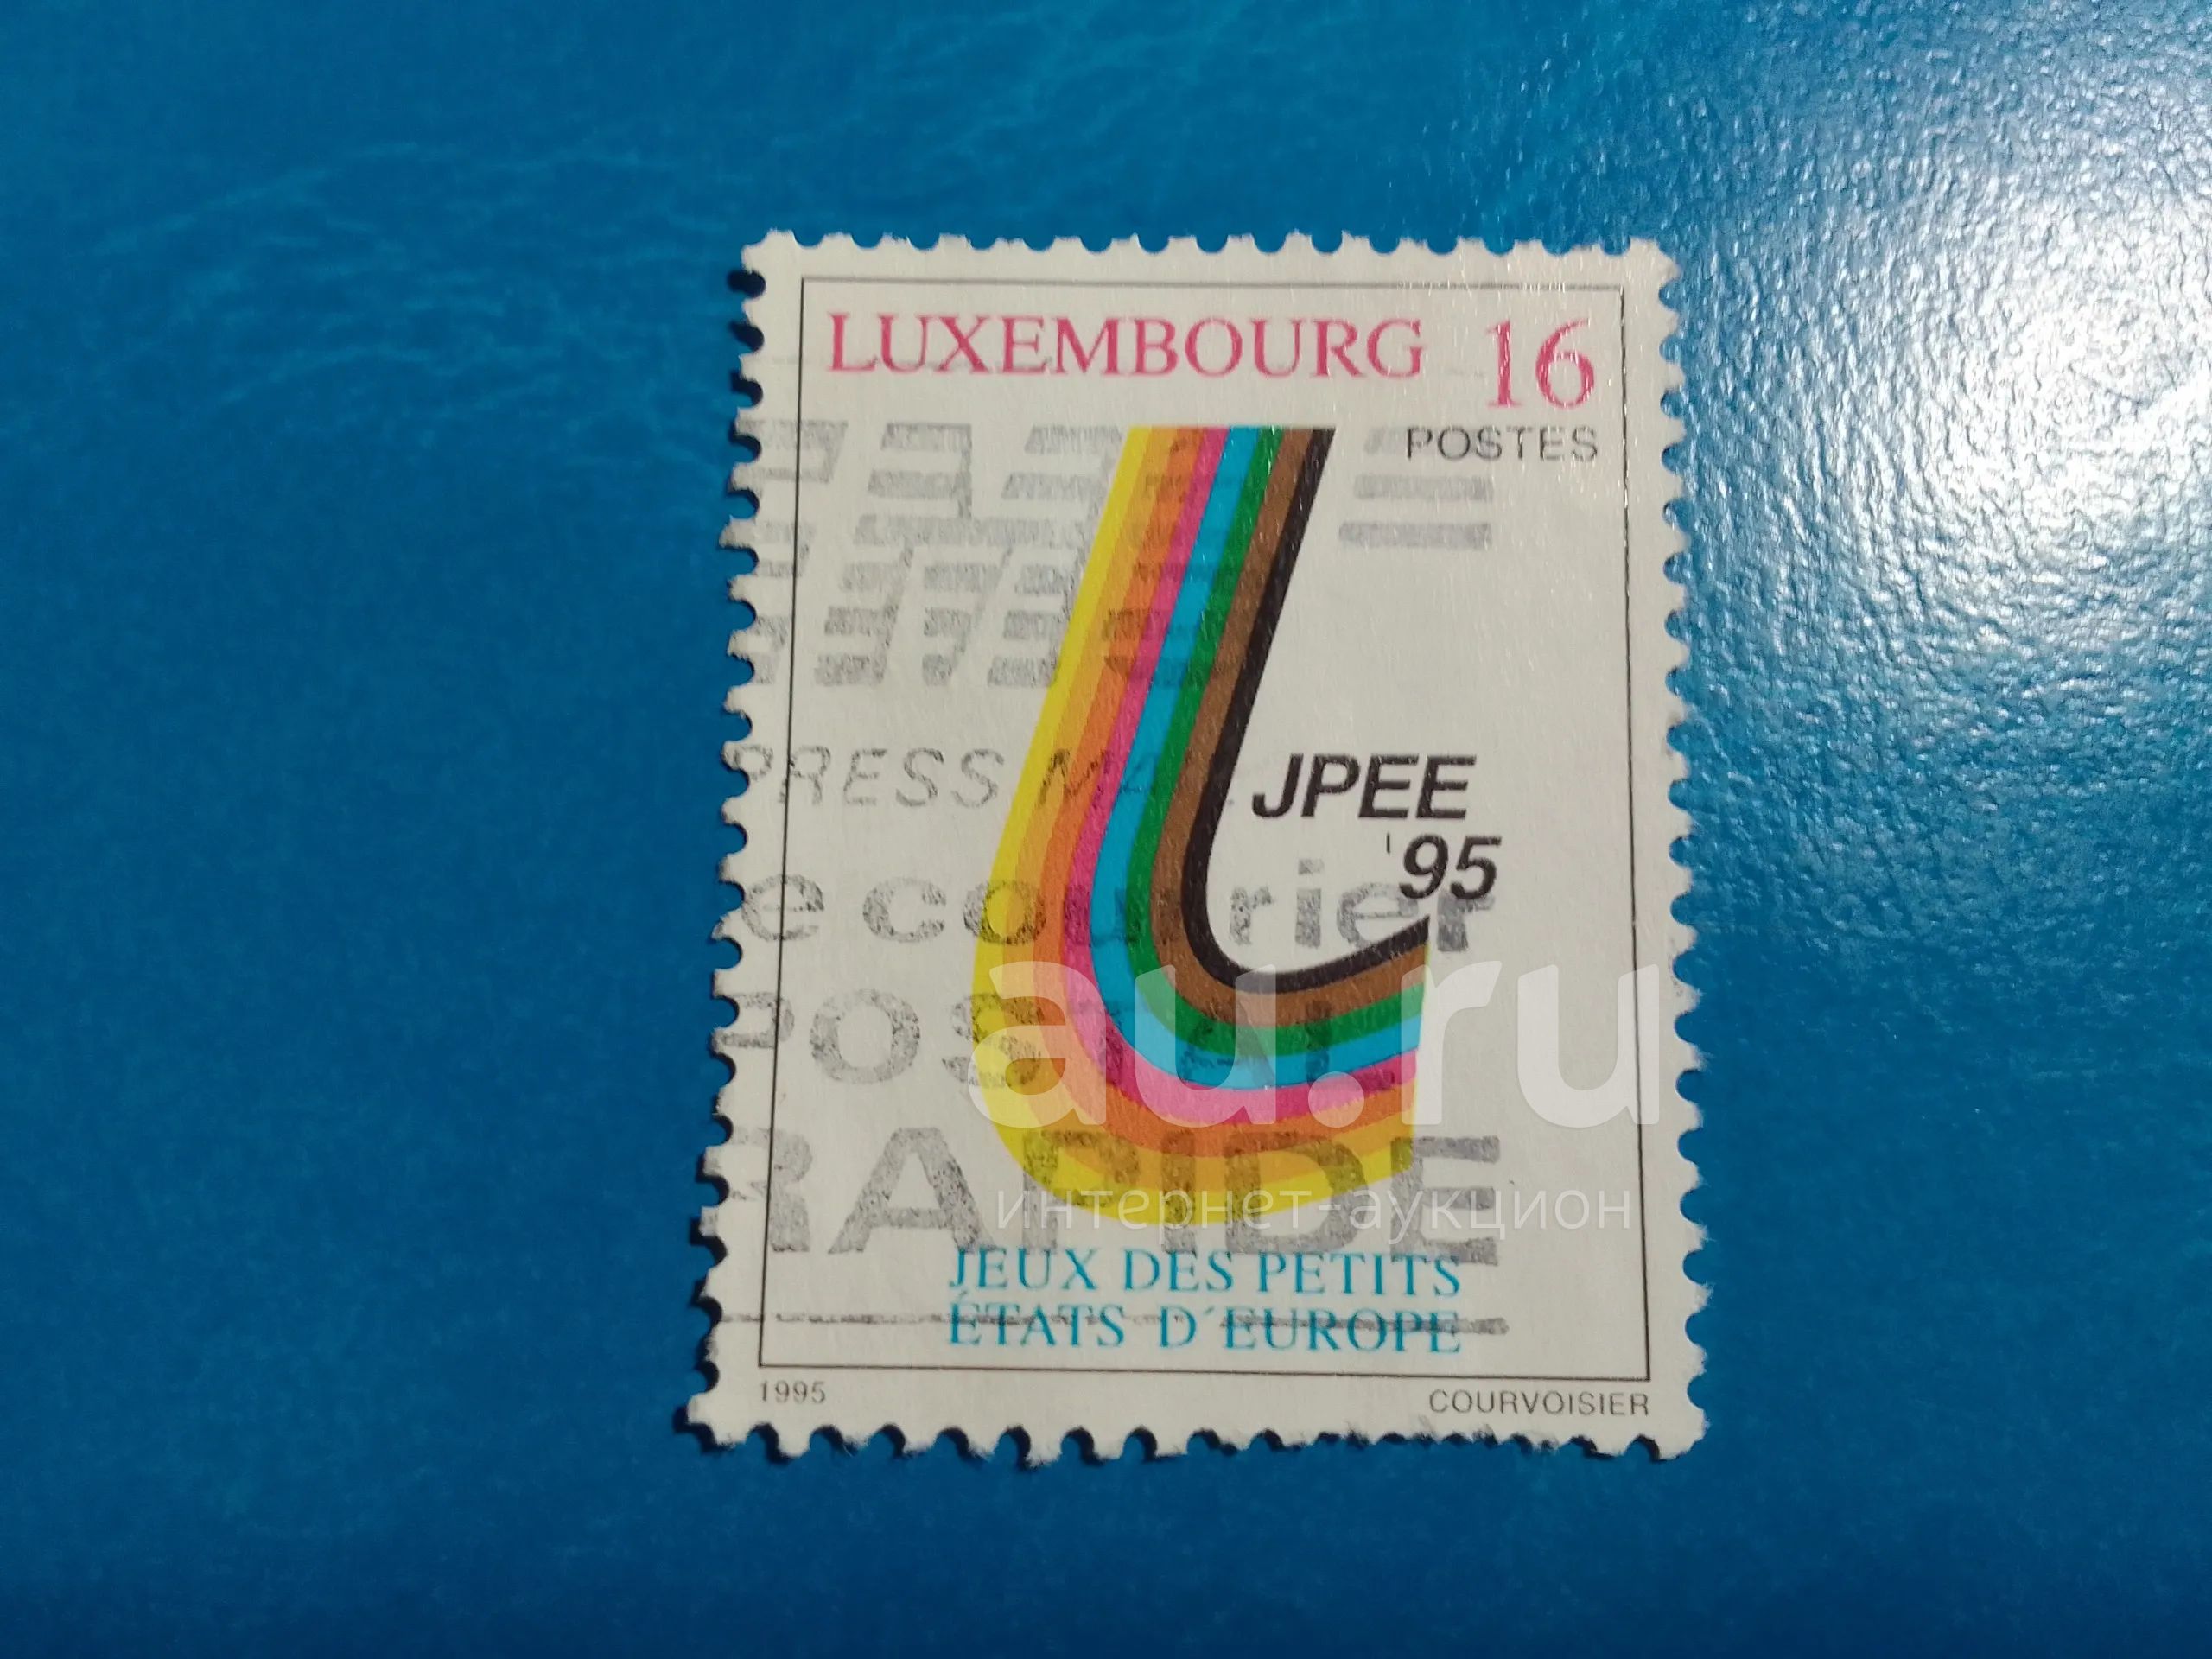 LUXEMBOURG 16
POSTES
PRESS
JPEE
'95
e courrier
POSTAL
RAPIDE
au.ru
интернет-аукцион
JEUX DES PETITS
ÉTATS D'EUROPE
1995 COURVOISIER